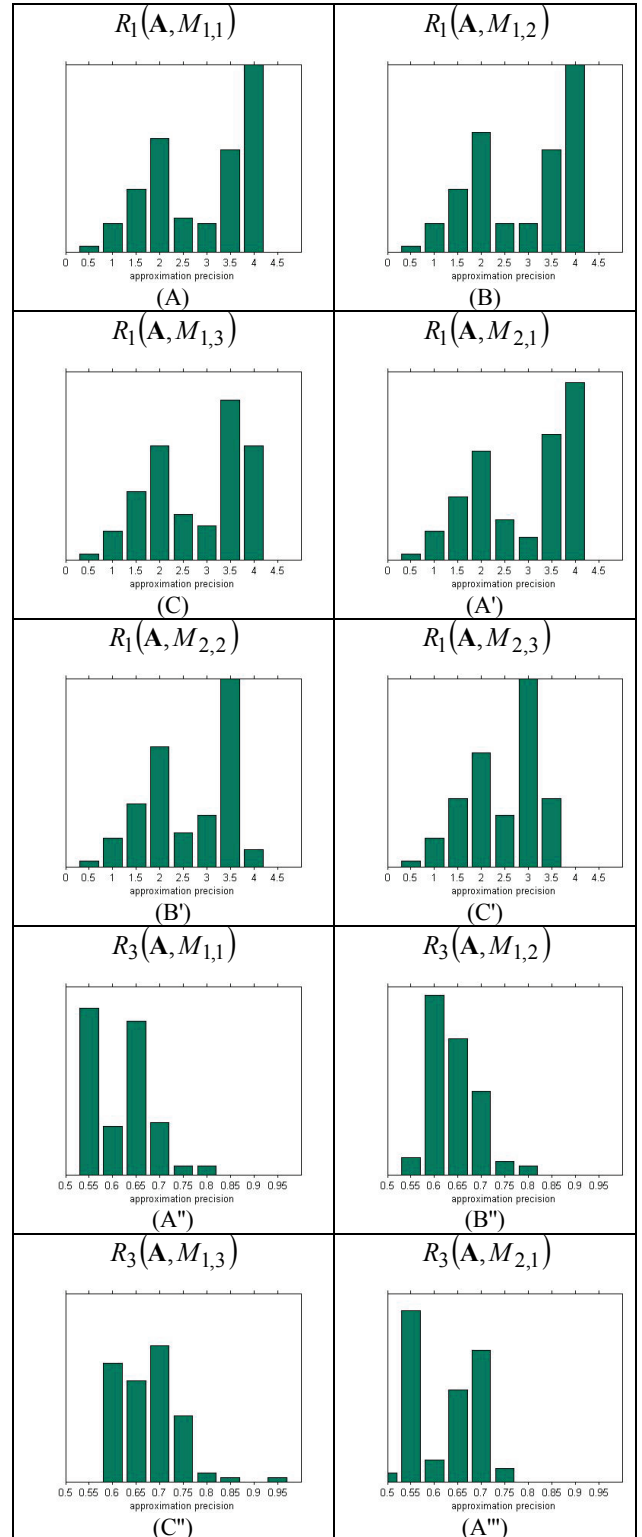 R₁(A, M₁,₁) R₁(A, M₁,₂)
0 0.5 1 1.5 2 2.5 3 3.5 4 4.5 0 0.5 1 1.5 2 2.5 3 3.5 4 4.5
approximation precision approximation precision
(A) (B)
R₁(A, M₁,₃) R₁(A, M₂,₁)
0 0.5 1 1.5 2 2.5 3 3.5 4 4.5 0 0.5 1 1.5 2 2.5 3 3.5 4 4.5
approximation precision approximation precision
(C) (A')
R₁(A, M₂,₂) R₁(A, M₂,₃)
0 0.5 1 1.5 2 2.5 3 3.5 4 4.5 0 0.5 1 1.5 2 2.5 3 3.5 4 4.5
approximation precision approximation precision
(B') (C')
R₃(A, M₁,₁) R₃(A, M₁,₂)
0.5 0.55 0.6 0.65 0.7 0.75 0.8 0.85 0.9 0.95 0.5 0.55 0.6 0.65 0.7 0.75 0.8 0.85 0.9 0.95
approximation precision approximation precision
(A'') (B'')
R₃(A, M₁,₃) R₃(A, M₂,₁)
0.5 0.55 0.6 0.65 0.7 0.75 0.8 0.85 0.9 0.95 0.5 0.55 0.6 0.65 0.7 0.75 0.8 0.85 0.9 0.95
approximation precision approximation precision
(C'') (A''')